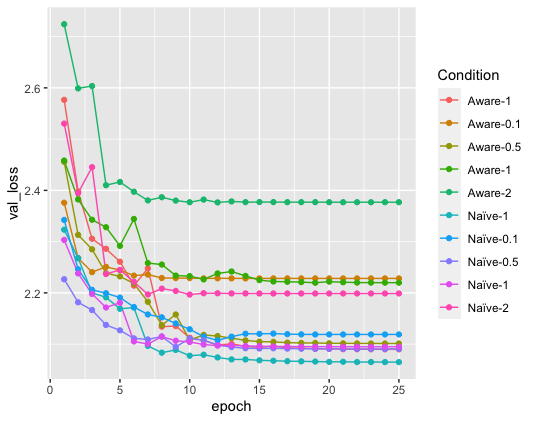 2.6
2.4
2.2
val_loss
0
5
10
15
20
25
epoch
Condition
Aware-1
Aware-0.1
Aware-0.5
Aware-1
Aware-2
Naïve-1
Naïve-0.1
Naïve-0.5
Naïve-1
Naïve-2